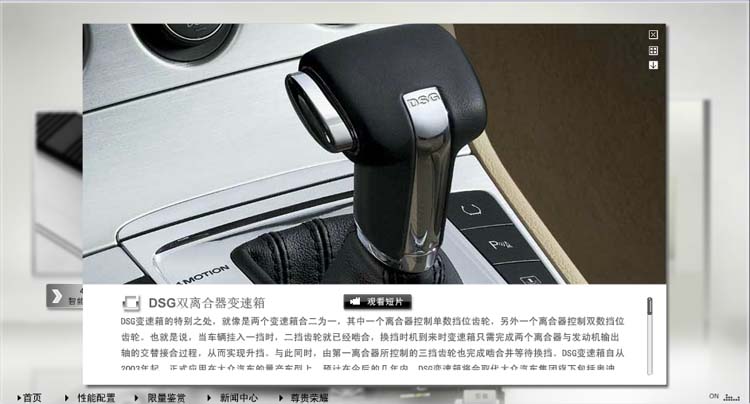 DSG
4MOTION
P
DSG双离合器变速箱
观看短片
DSG变速箱的特别之处，就像是两个变速箱合二为一，其中一个离合器控制单数挡位齿轮，另外一个离合器控制双数挡位
齿轮。也就是说，当车辆挂入一挡时，二挡齿轮就已经啮合，换挡时机到来时变速箱只需完成两个离合器与发动机输出
轴的交替接合过程，从而实现升挡。与此同时，由第一离合器所控制的三挡齿轮也完成啮合并等待换挡。DSG变速箱自从
2003年起，正式应用在大众汽车的量产车型上，预计在今后的几年内，DSG变速箱将会取代大众汽车集团旗下包括奥迪、
智能
首页
性能配置
限量鉴赏
新闻中心
尊贵荣耀
ON